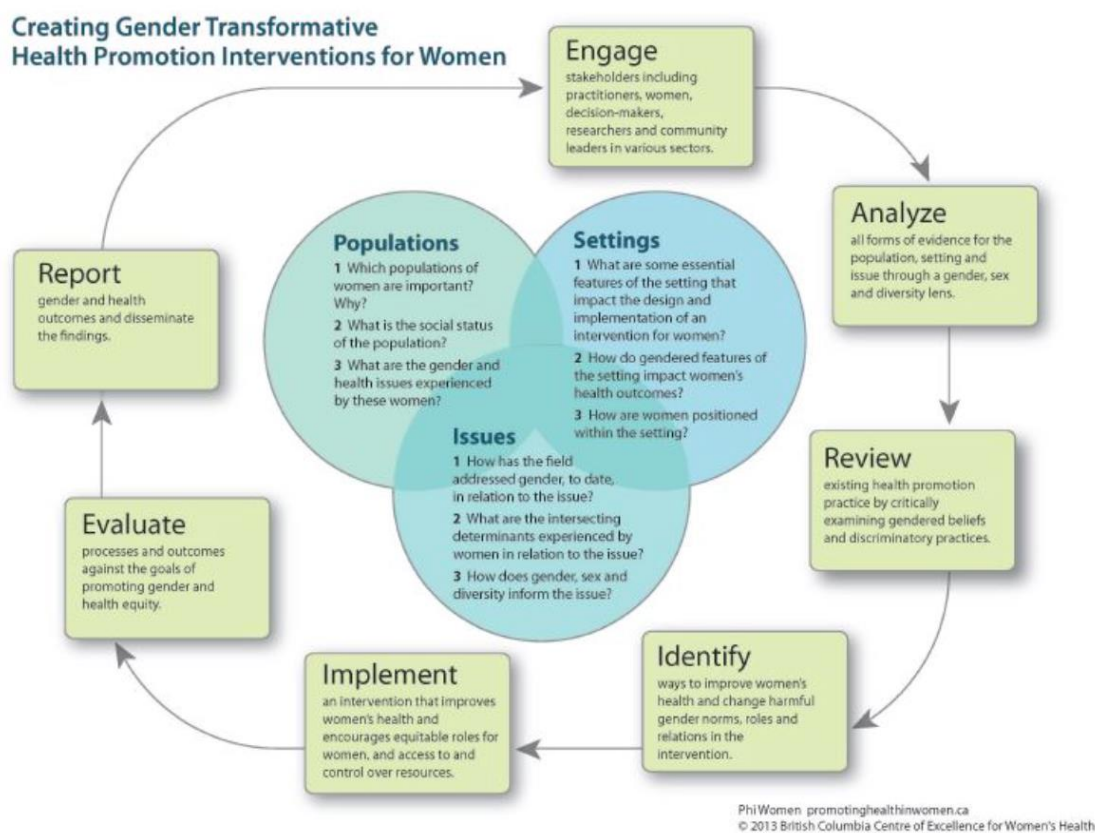 Creating Gender Transformative
Health Promotion Interventions for Women
Engage
stakeholders including
practitioners, women,
decision-makers,
researchers and community
leaders in various sectors.
Analyze
all forms of evidence for the
population, setting and
issue through a gender, sex
and diversity lens.
Review
existing health promotion
practice by critically
examining gendered beliefs
and discriminatory practices.
Identify
ways to improve women's
health and change harmful
gender norms, roles and
relations in the
intervention.
Implement
an intervention that improves
women's health and
encourages equitable roles for
women, and access to and
control over resources.
Evaluate
processes and outcomes
against the goals of
promoting gender and
health equity.
Report
gender and health
outcomes and disseminate
the findings.
Populations
1 Which populations of
women are important?
Why?
2 What is the social status
of the population?
3 What are the gender and
health issues experienced
by these women?
Settings
1 What are some essential
features of the setting that
impact the design and
implementation of an
intervention for women?
2 How do gendered features of
the setting impact women's
health outcomes?
3 How are women positioned
within the setting?
Issues
1 How has the field
addressed gender, to date,
in relation to the issue?
2 What are the intersecting
determinants experienced by
women in relation to the issue?
3 How does gender, sex and
diversity inform the issue?
PhiWomen promotinghealthinwomen.ca
© 2013 British Columbia Centre of Excellence for Women's Health